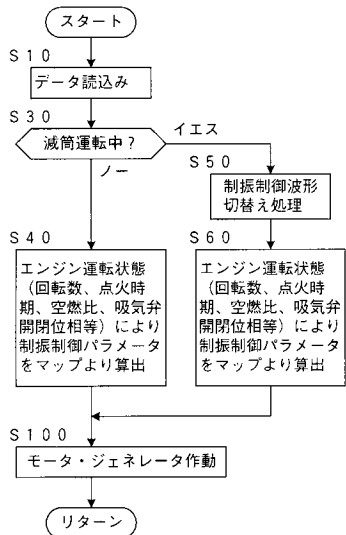 スタート
S10
データ読込み
S30
減筒運転中?
イエス
ノー
S50
制振制御波形
切替え処理
S40
エンジン運転状態
(回転数、点火時
期、空燃比、吸気弁
開閉位相等)により
制振制御パラメータ
をマップより算出
S60
エンジン運転状態
(回転数、点火時
期、空燃比、吸気弁
開閉位相等)により
制振制御パラメータ
をマップより算出
S100
モータ・ジェネレータ作動
リターン